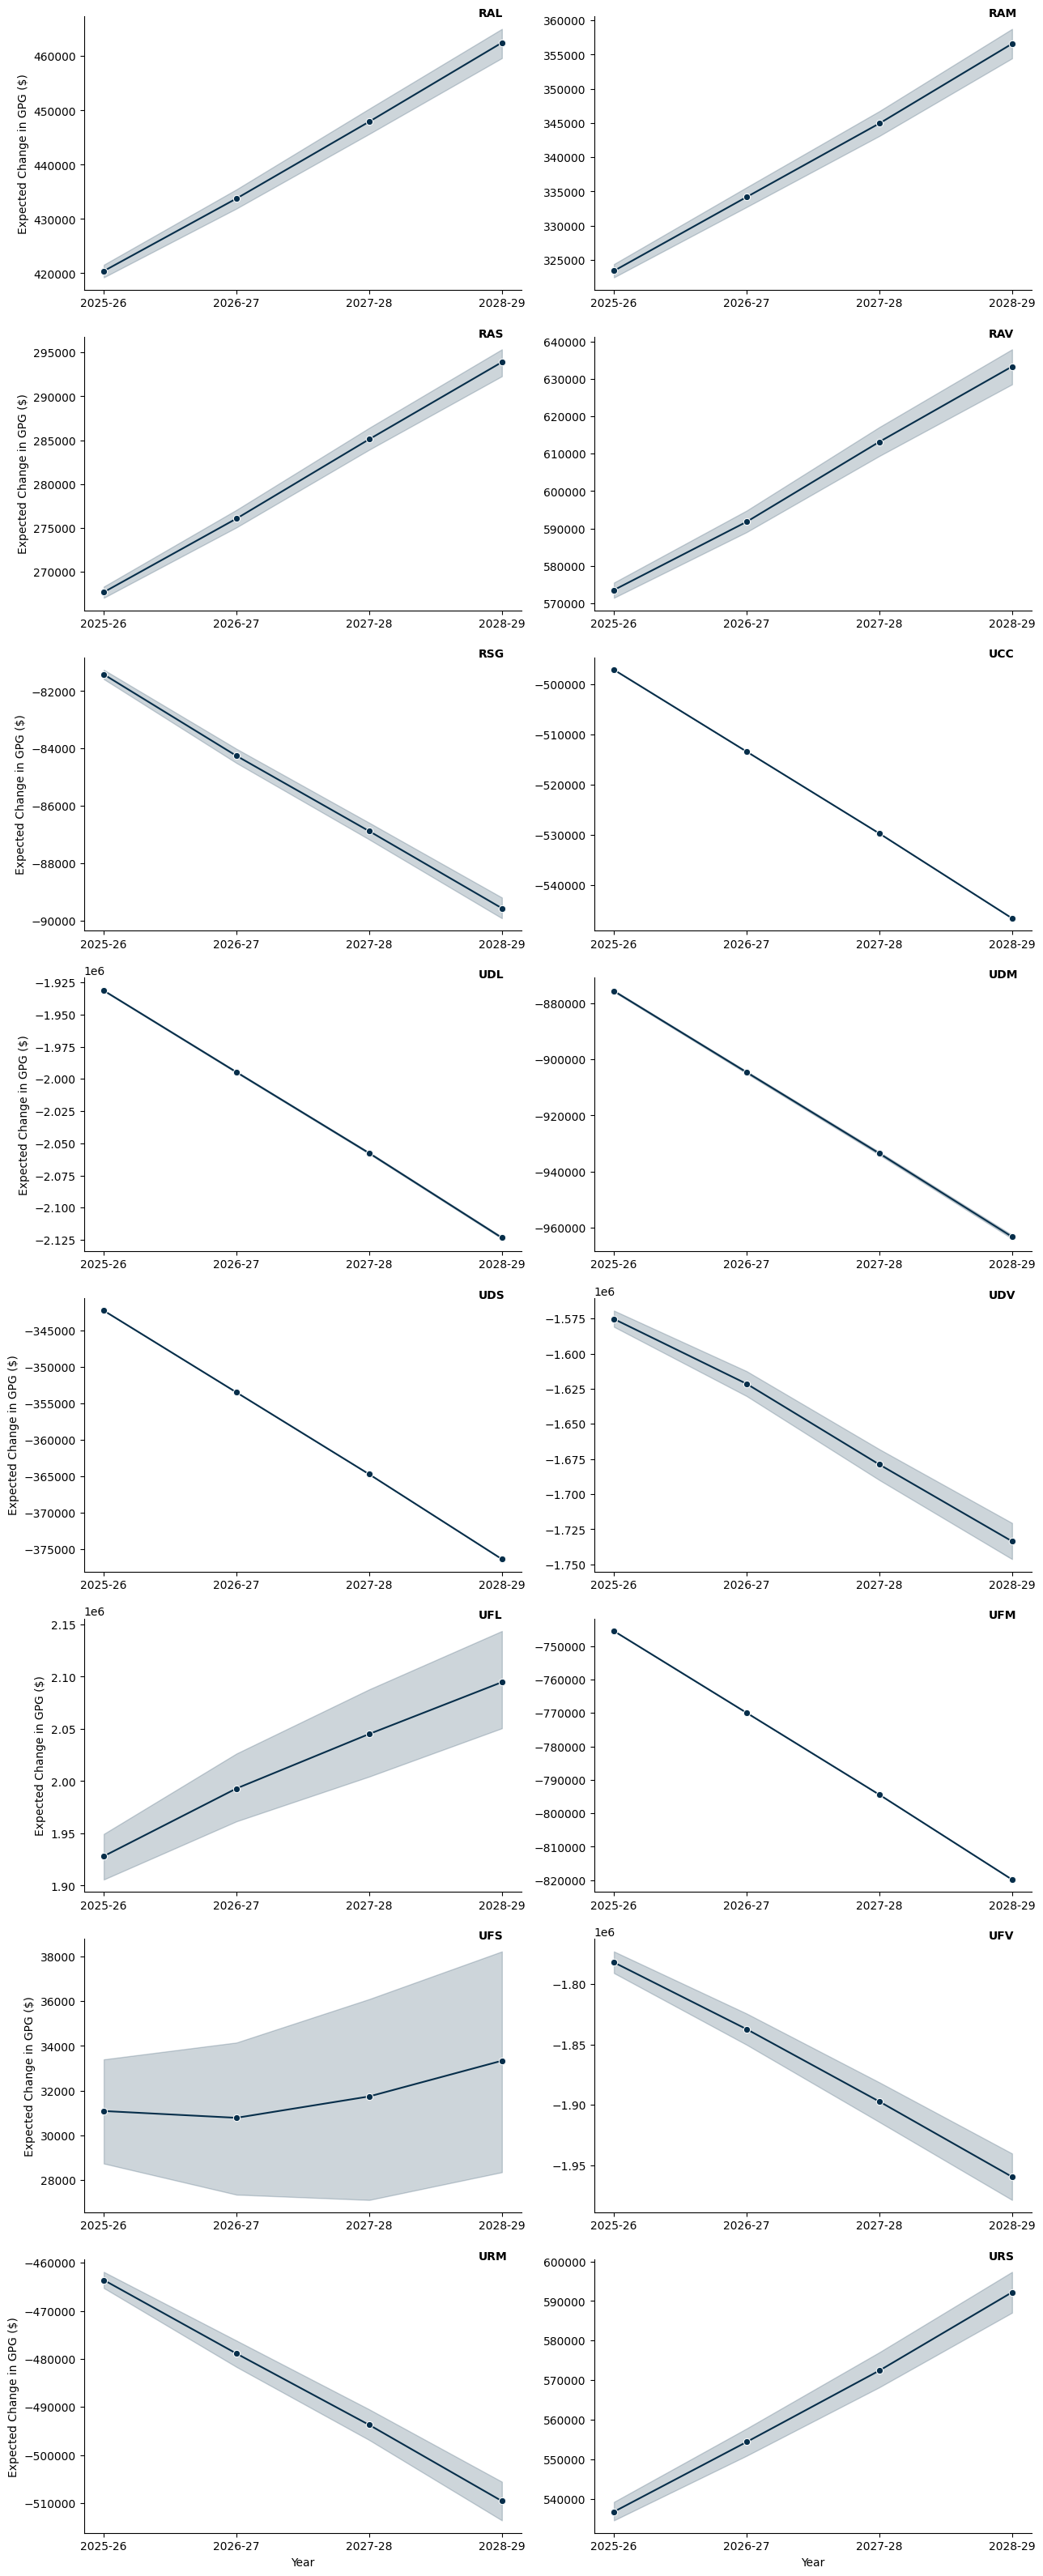 RAL
Expected Change in GPG ($)
460000
450000
440000
430000
420000
2025-26 2026-27 2027-28 2028-29
RAM
360000
355000
350000
345000
340000
335000
330000
325000
2025-26 2026-27 2027-28 2028-29
RAS
Expected Change in GPG ($)
295000
290000
285000
280000
275000
270000
2025-26 2026-27 2027-28 2028-29
RAV
640000
630000
620000
610000
600000
590000
580000
570000
2025-26 2026-27 2027-28 2028-29
RSG
Expected Change in GPG ($)
−82000
−84000
−86000
−88000
−90000
2025-26 2026-27 2027-28 2028-29
UCC
−500000
−510000
−520000
−530000
−540000
2025-26 2026-27 2027-28 2028-29
1e6
UDL
Expected Change in GPG ($)
−1.925
−1.950
−1.975
−2.000
−2.025
−2.050
−2.075
−2.100
−2.125
2025-26 2026-27 2027-28 2028-29
UDM
−880000
−900000
−920000
−940000
−960000
2025-26 2026-27 2027-28 2028-29
UDS
Expected Change in GPG ($)
−345000
−350000
−355000
−360000
−365000
−370000
−375000
2025-26 2026-27 2027-28 2028-29
1e6
UDV
−1.575
−1.600
−1.625
−1.650
−1.675
−1.700
−1.725
−1.750
2025-26 2026-27 2027-28 2028-29
1e6
UFL
Expected Change in GPG ($)
2.15
2.10
2.05
2.00
1.95
1.90
2025-26 2026-27 2027-28 2028-29
UFM
−750000
−760000
−770000
−780000
−790000
−800000
−810000
−820000
2025-26 2026-27 2027-28 2028-29
UFS
Expected Change in GPG ($)
38000
36000
34000
32000
30000
28000
2025-26 2026-27 2027-28 2028-29
1e6
UFV
−1.80
−1.85
−1.90
−1.95
2025-26 2026-27 2027-28 2028-29
URM
Expected Change in GPG ($)
−460000
−470000
−480000
−490000
−500000
−510000
2025-26 2026-27 2027-28 2028-29
Year
URS
600000
590000
580000
570000
560000
550000
540000
2025-26 2026-27 2027-28 2028-29
Year